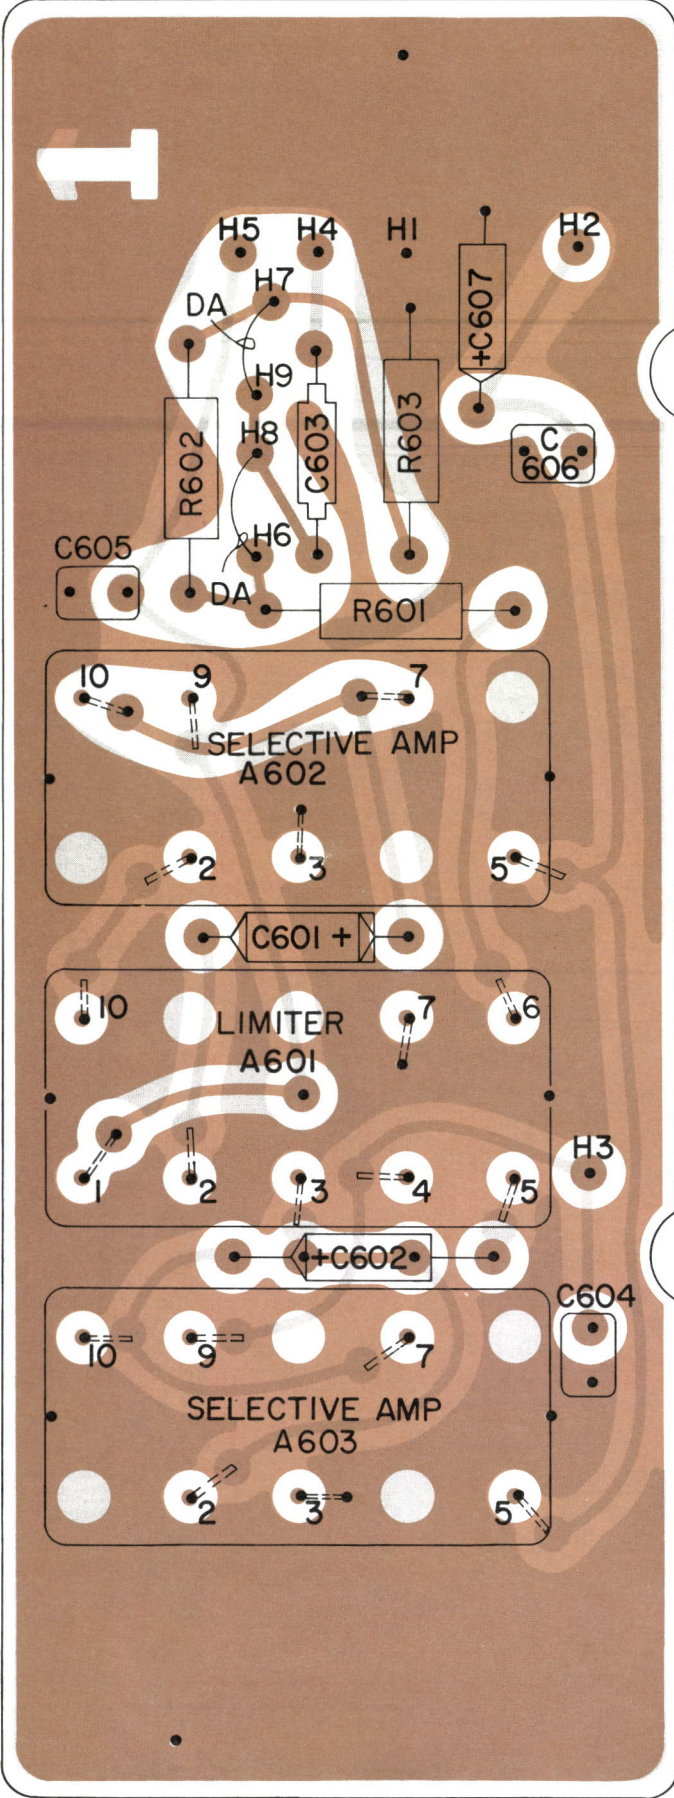 1
H5 H4 H1 H2
H7
DA
+C607
H9
H8
R602
C603
R603
C
606
H6
C605
DA
R601
10 9 7
SELECTIVE AMP
A602
2 3 5
C601 +
10 7 6
LIMITER
A601
H3
1 2 3 4 5
+C602
C604
10 9 7
SELECTIVE AMP
A603
2 3 5